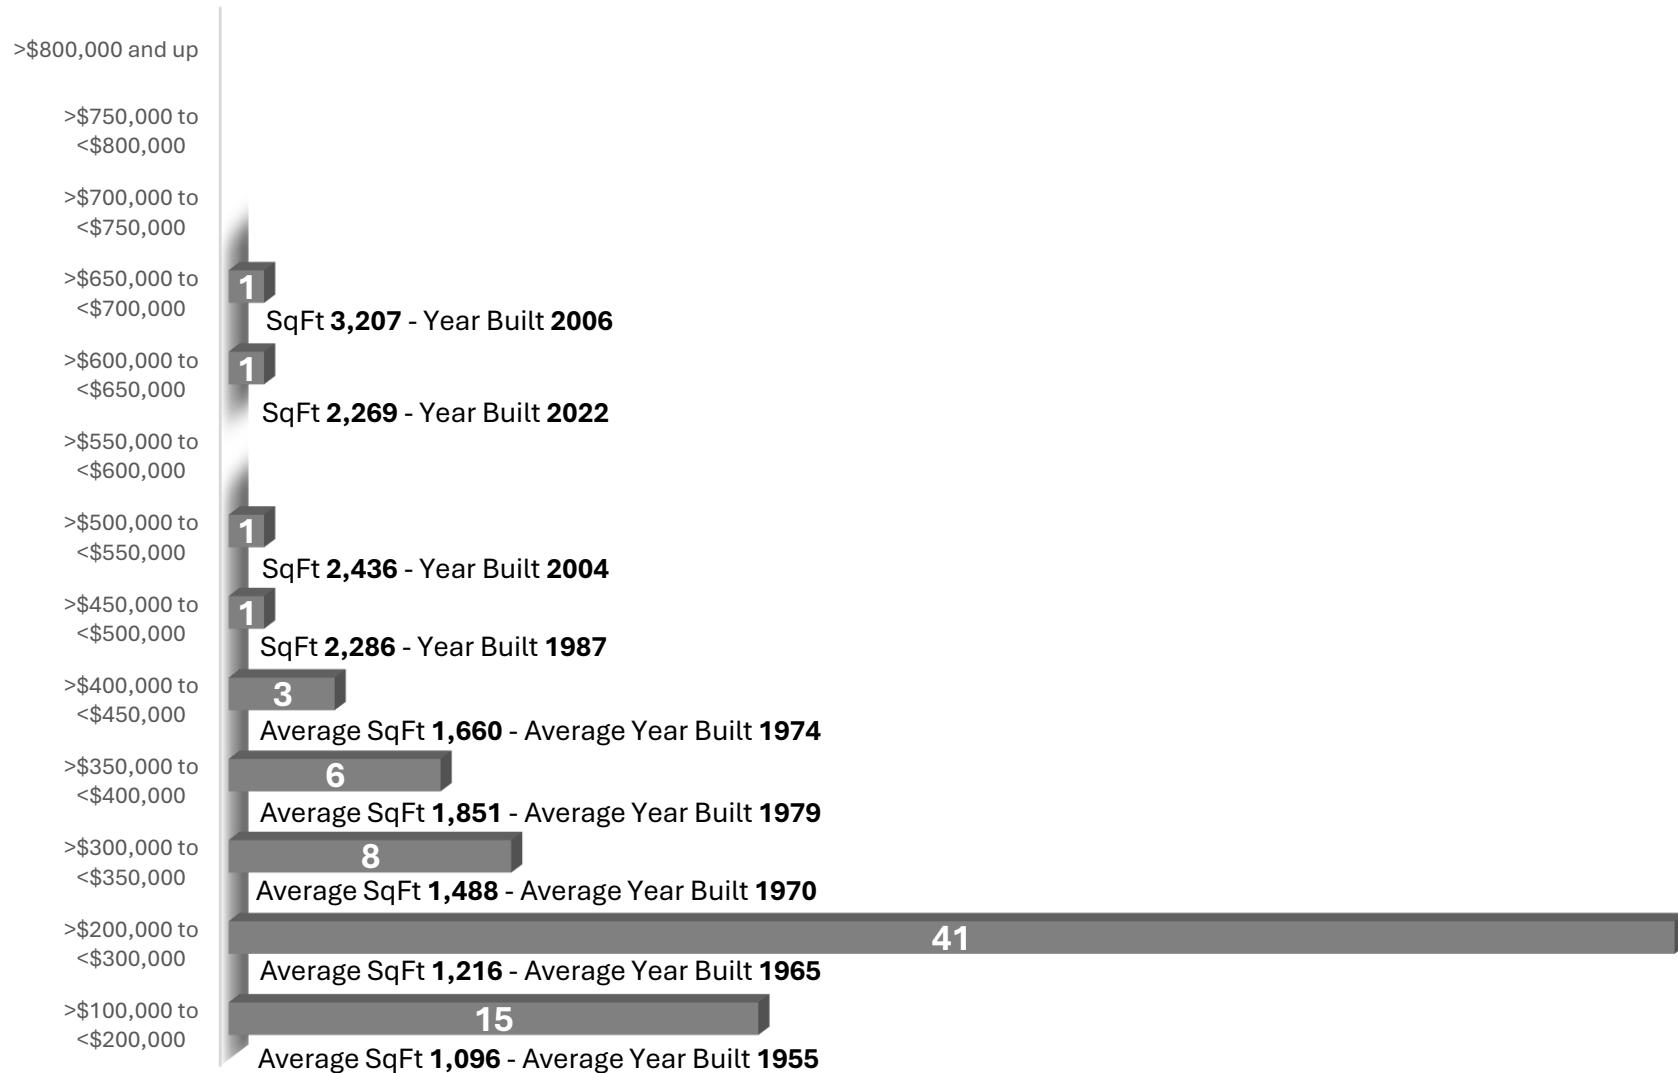 >$800,000 and up
>$750,000 to
<$800,000
>$700,000 to
<$750,000
>$650,000 to
<$700,000
1
SqFt 3,207 - Year Built 2006
>$600,000 to
<$650,000
1
SqFt 2,269 - Year Built 2022
>$550,000 to
<$600,000
>$500,000 to
<$550,000
1
SqFt 2,436 - Year Built 2004
>$450,000 to
<$500,000
1
SqFt 2,286 - Year Built 1987
>$400,000 to
<$450,000
3
Average SqFt 1,660 - Average Year Built 1974
>$350,000 to
<$400,000
6
Average SqFt 1,851 - Average Year Built 1979
>$300,000 to
<$350,000
8
Average SqFt 1,488 - Average Year Built 1970
>$200,000 to
<$300,000
41
Average SqFt 1,216 - Average Year Built 1965
>$100,000 to
<$200,000
15
Average SqFt 1,096 - Average Year Built 1955